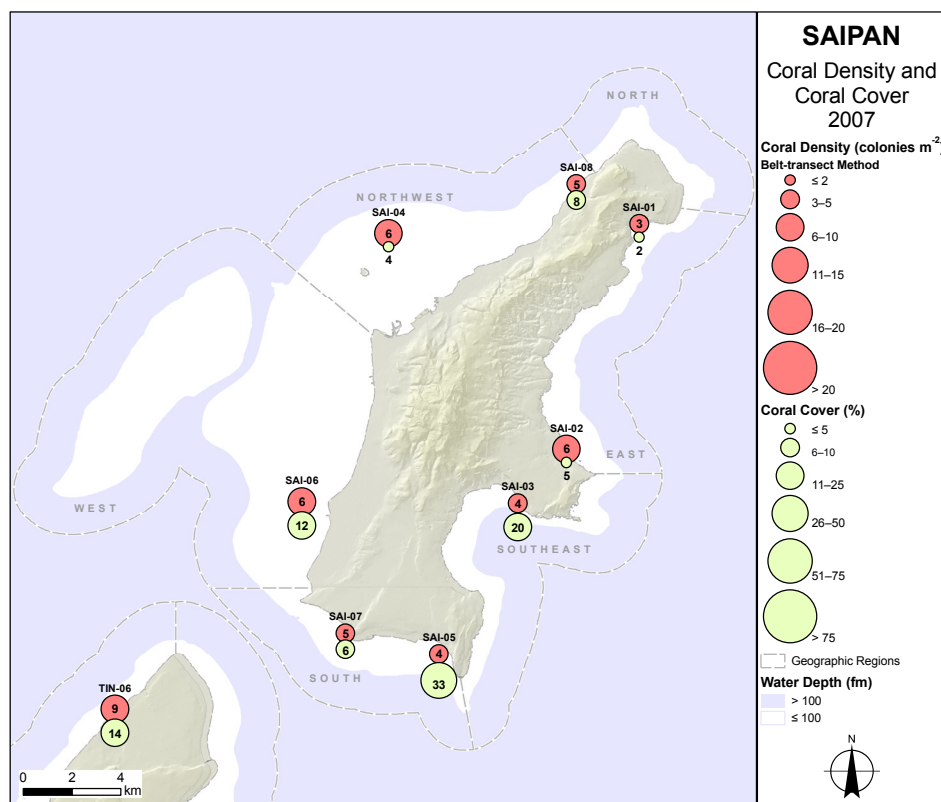 SAIPAN
Coral Density and
Coral Cover
2007
Coral Density (colonies m⁻²)
Belt-transect Method
≤ 2
3–5
6–10
11–15
16–20
> 20
Coral Cover (%)
≤ 5
6–10
11–25
26–50
51–75
> 75
Geographic Regions
Water Depth (fm)
> 100
≤ 100
N
NORTH
SAI-08
5
8
NORTHWEST
SAI-04
6
4
SAI-01
3
2
SAI-02
6
5
EAST
SAI-06
6
12
SAI-03
4
20
WEST
SOUTHEAST
SAI-07
5
6
SAI-05
4
33
SOUTH
TIN-06
9
14
0 2 4
km